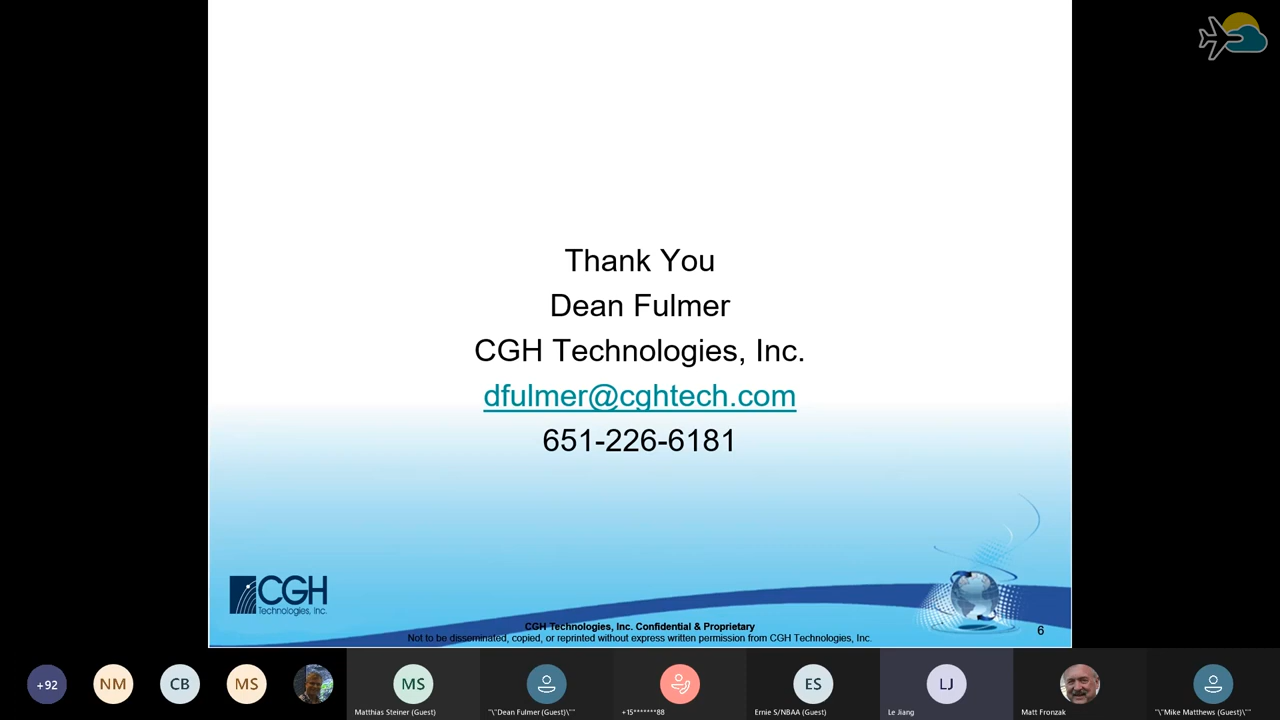 Thank You
Dean Fulmer
CGH Technologies, Inc.
dfulmer@cghtech.com
651-226-6181
CGH
Technologies, Inc.
CGH Technologies, Inc. Confidential & Proprietary
Not to be disseminated, copied, or reprinted without express written permission from CGH Technologies, Inc.
6
+92
NM
CB
MS
MS
ES
LJ
Matthias Steiner (Guest)
"\"Dean Fulmer (Guest)\""
+15*******88
Ernie S/NBAA (Guest)
Le Jiang
Matt Fronzak
"\"Mike Matthews (Guest)\""